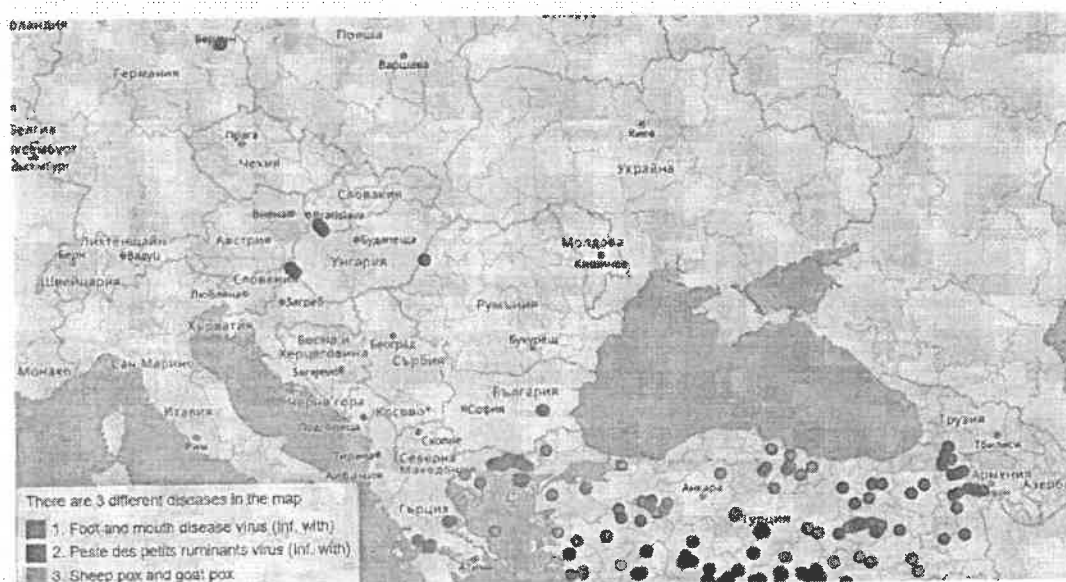 Полша
Варшава
Германия
Киев
Прага
Чехия
Украйна
Словакия
Виена
Bratislava
Молдова
Кишинев
Лихтенщайн
Австрия
Будапеща
Берн
Вадуц
Унгария
Швейцария
Любляна
Загреб
Румъния
Хърватия
Босна и
Херцеговина
Белград
Букурещ
Монако
Сан Марино
Сърбия
Сараево
България
Черна гора
Косово
София
Италия
Подгорица
Грузия
Скопие
Тбилиси
Рим
Тирана
Северна
Македония
Албания
Армения
Анкара
Гърция
Турция
There are 3 different diseases in the map
1. Foot and mouth disease virus (Inf. with)
2. Peste des petits ruminants virus (Inf. with)
3. Sheep pox and goat pox